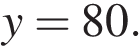 y = 80.